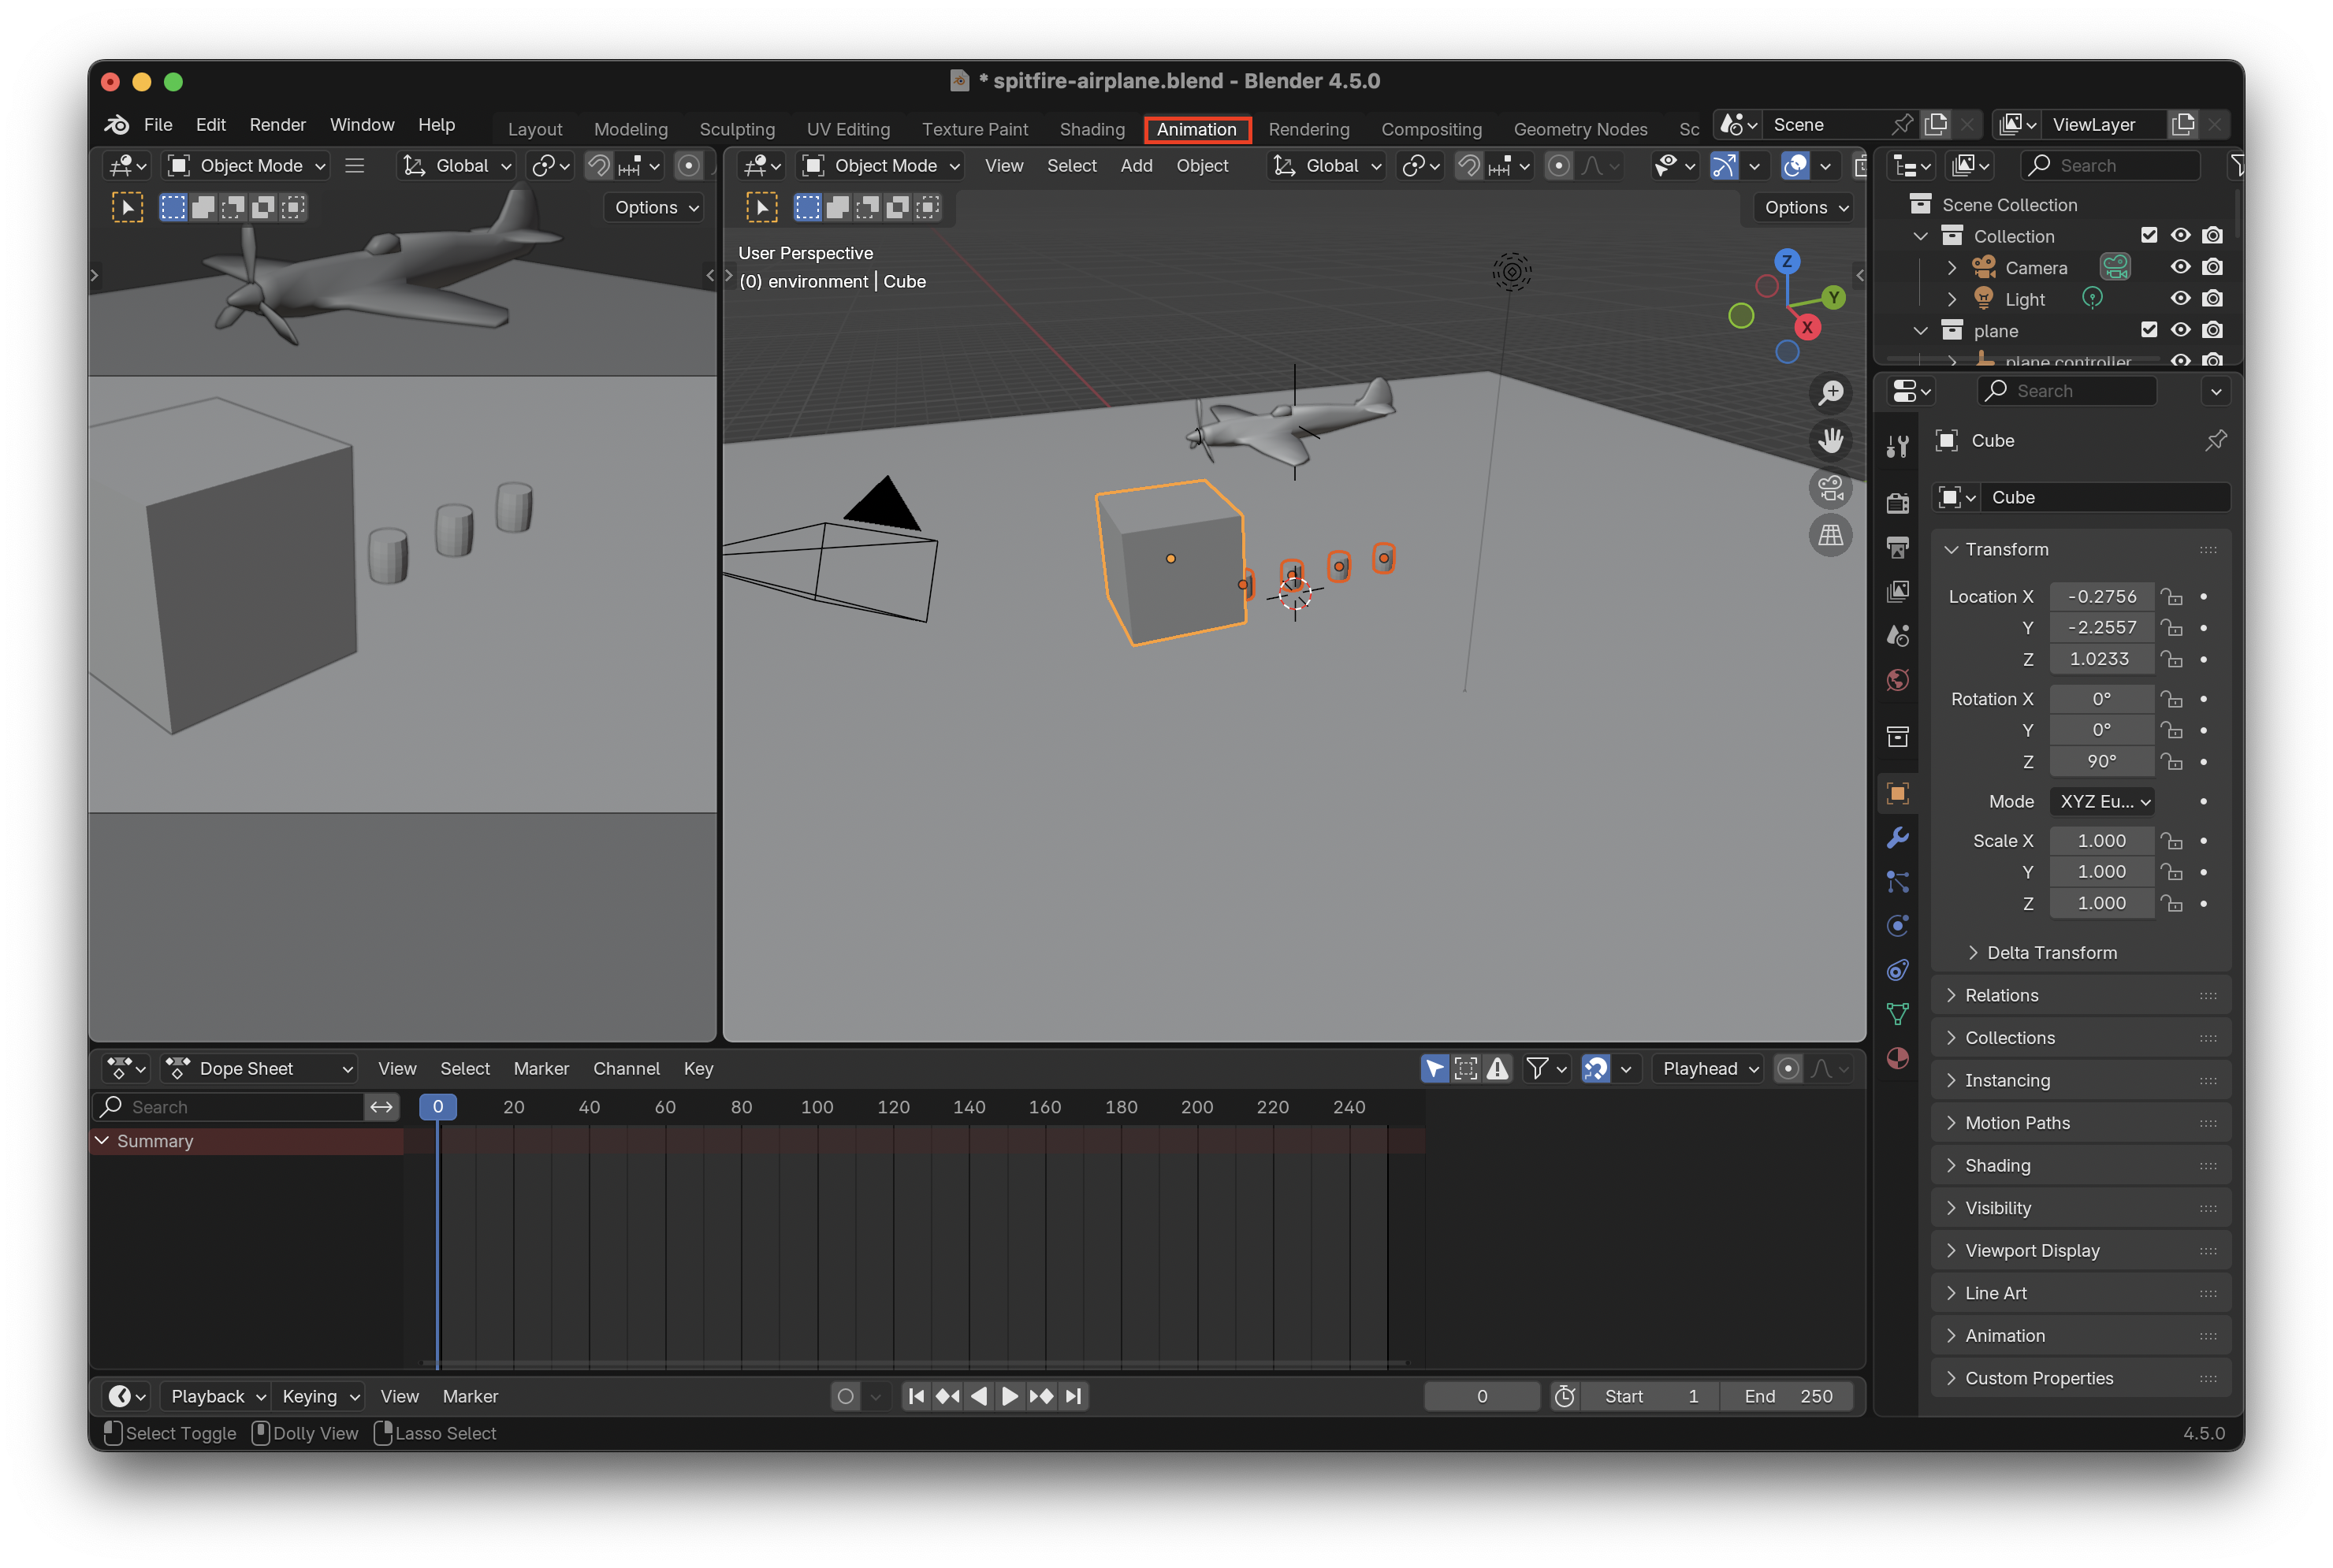 * spitfire-airplane.blend - Blender 4.5.0
File Edit Render Window Help
Layout Modeling Sculpting UV Editing Texture Paint Shading Animation Rendering Compositing Geometry Nodes Sc
Scene
ViewLayer
Object Mode Global
Options
Object Mode View Select Add Object Global
Options
User Perspective
(0) environment | Cube
Z
Y
X
Search
Scene Collection
Collection
Camera
Light
plane
plane controller
Search
Cube
Cube
Transform
Location X -0.2756
Y -2.2557
Z 1.0233
Rotation X 0°
Y 0°
Z 90°
Mode XYZ Eu...
Scale X 1.000
Y 1.000
Z 1.000
Delta Transform
Relations
Collections
Instancing
Motion Paths
Shading
Visibility
Viewport Display
Line Art
Animation
Custom Properties
Dope Sheet View Select Marker Channel Key
Playhead
Search
0 20 40 60 80 100 120 140 160 180 200 220 240
Summary
Playback Keying View Marker
0 Start 1 End 250
Select Toggle Dolly View Lasso Select
4.5.0